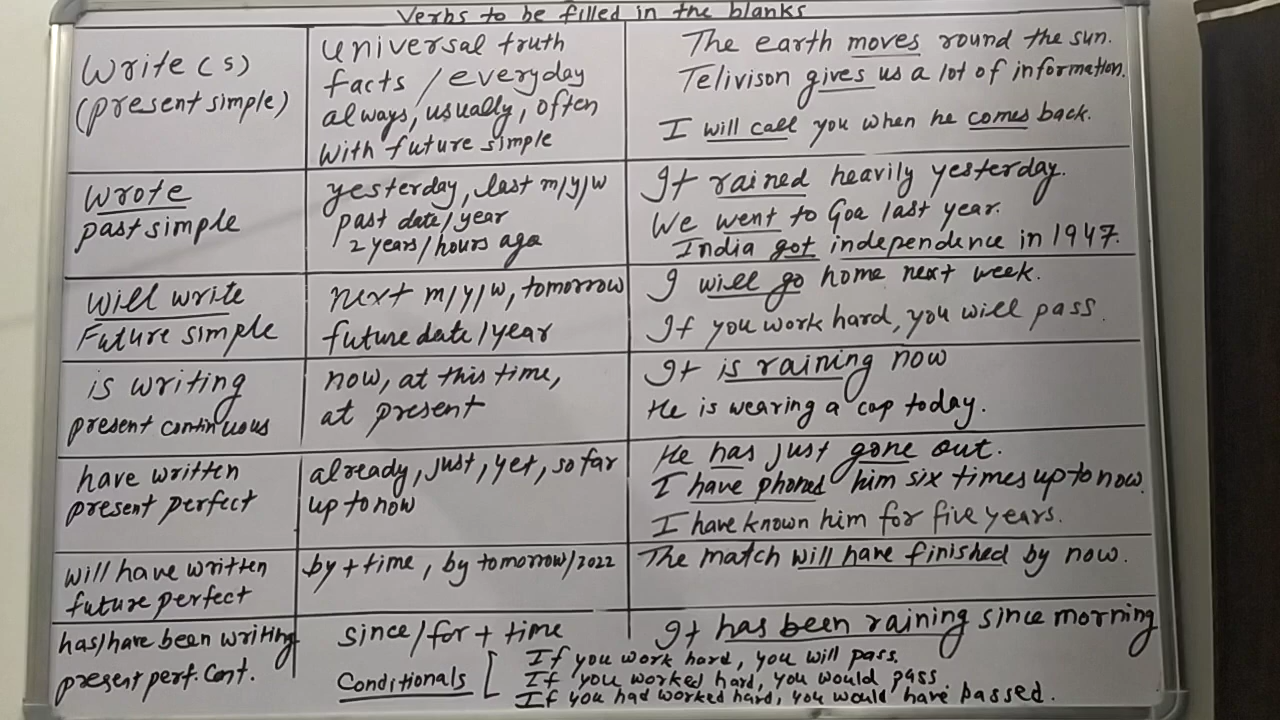 Verbs to be filled in the blanks
Write(s)
(present simple)
universal truth
facts / everyday
always, usually, often
with future simple
The earth moves round the sun.
Telivison gives us a lot of information.
I will call you when he comes back.
Wrote
past simple
yesterday, last m/y/w
past date/year
2 years/hours ago
It rained heavily yesterday.
We went to Goa last year.
India got independence in 1947.
Will write
Future simple
next m/y/w, tomorrow
future date/year
I will go home next week.
If you work hard, you will pass.
is writing
present continuous
now, at this time,
at present
It is raining now
He is wearing a cap today.
have written
present perfect
already, just, yet, so far
up to now
He has just gone out.
I have phoned him six times up to now.
I have known him for five years.
will have written
future perfect
by + time, by tomorrow/2022
The match will have finished by now.
has/have been writing
present perf. cont.
since/for + time
It has been raining since morning
Conditionals
If you work hard, you will pass.
If you worked hard, you would pass
If you had worked hard, you would have passed.